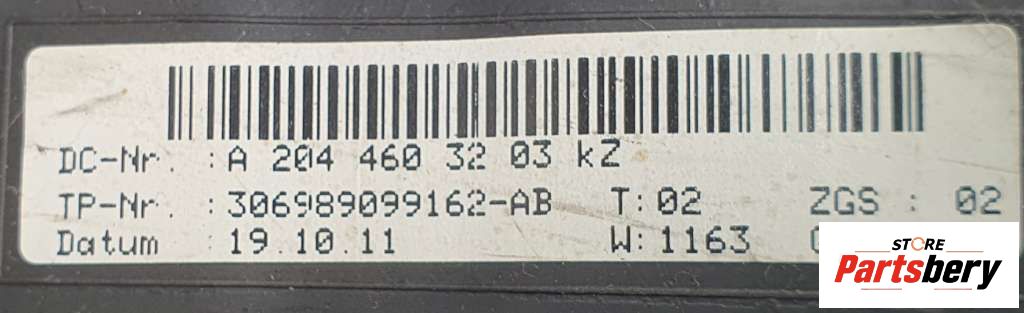 DC-Nr. : A 204 460 32 03 kZ
TP-Nr. : 306989099162-AB T: 02 ZGS : 02
Datum : 19.10.11 W: 1163
STORE
Partsbery